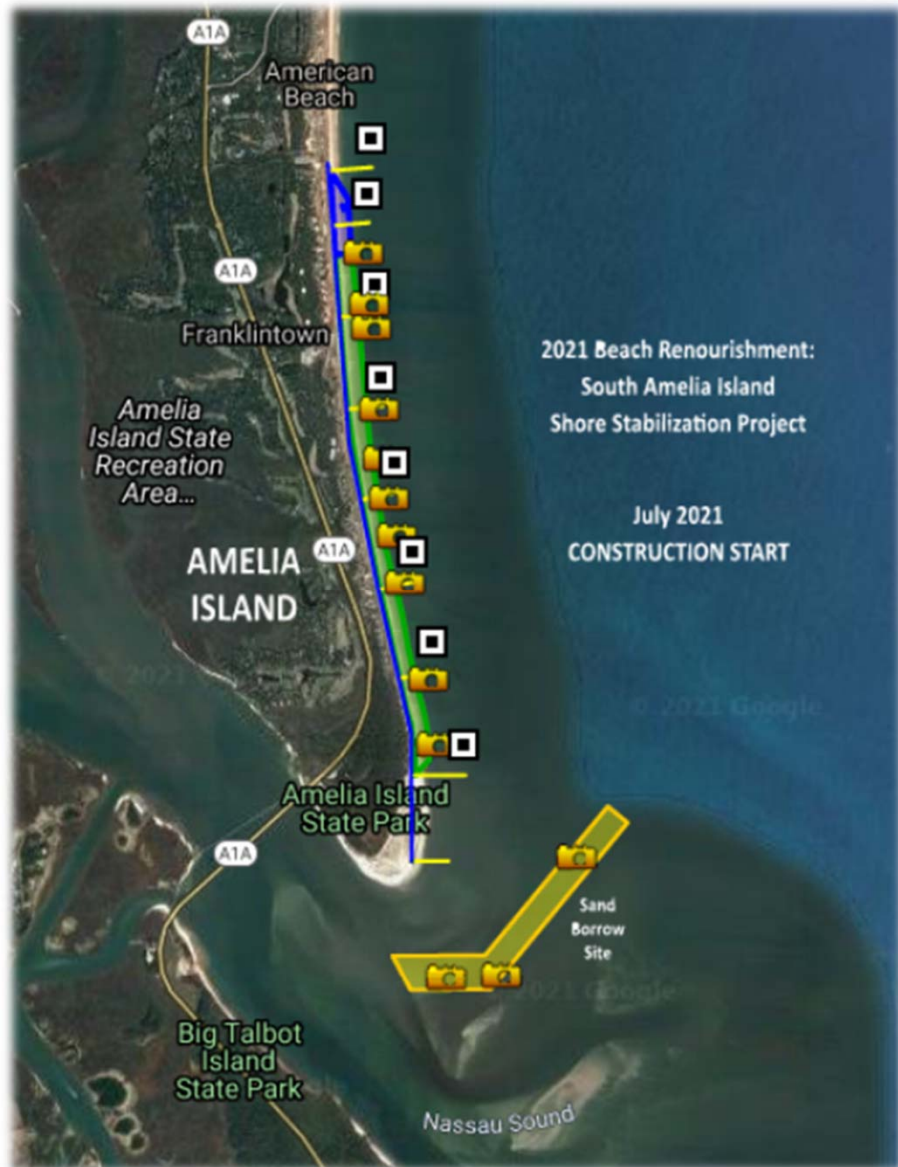 A1A
American
Beach
A1A
Franklintown
2021 Beach Renourishment:
South Amelia Island
Shore Stabilization Project
Amelia
Island State
Recreation
Area...
July 2021
CONSTRUCTION START
A1A
AMELIA
ISLAND
© 2021
© 2021 Google
Amelia Island
State Park
A1A
Sand
Borrow
Site
2021 Google
Big Talbot
Island
State Park
Nassau Sound